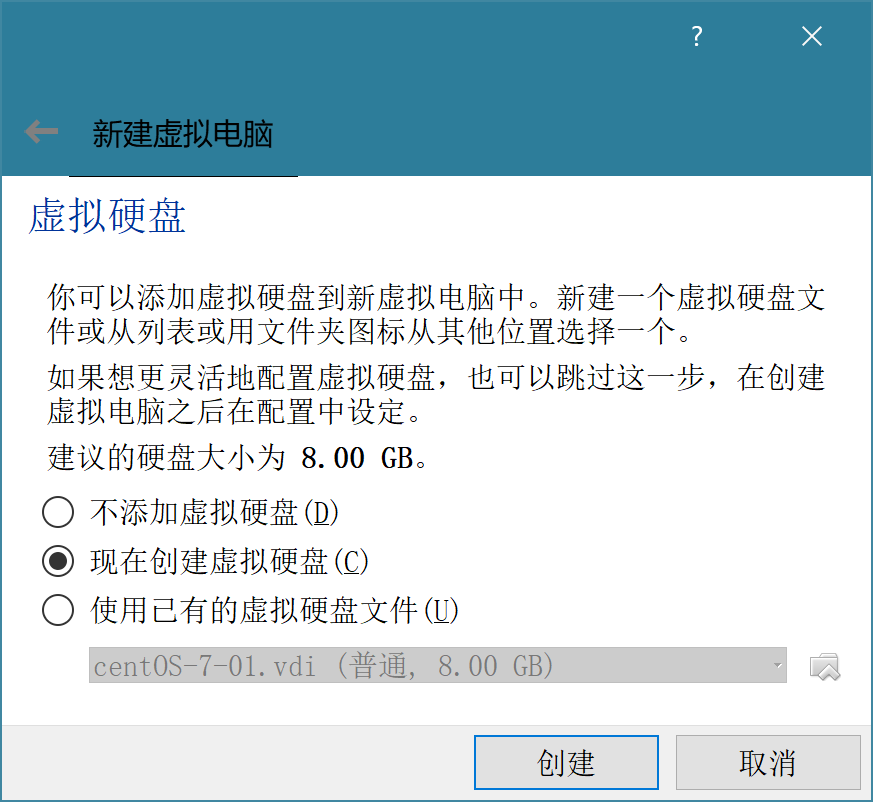 ?
新建虚拟电脑
虚拟硬盘
你可以添加虚拟硬盘到新虚拟电脑中。新建一个虚拟硬盘文
件或从列表或用文件夹图标从其他位置选择一个。
如果想更灵活地配置虚拟硬盘，也可以跳过这一步，在创建
虚拟电脑之后在配置中设定。
建议的硬盘大小为 8.00 GB。
不添加虚拟硬盘(D)
现在创建虚拟硬盘(C)
使用已有的虚拟硬盘文件(U)
centOS-7-01.vdi (普通, 8.00 GB)
创建
取消